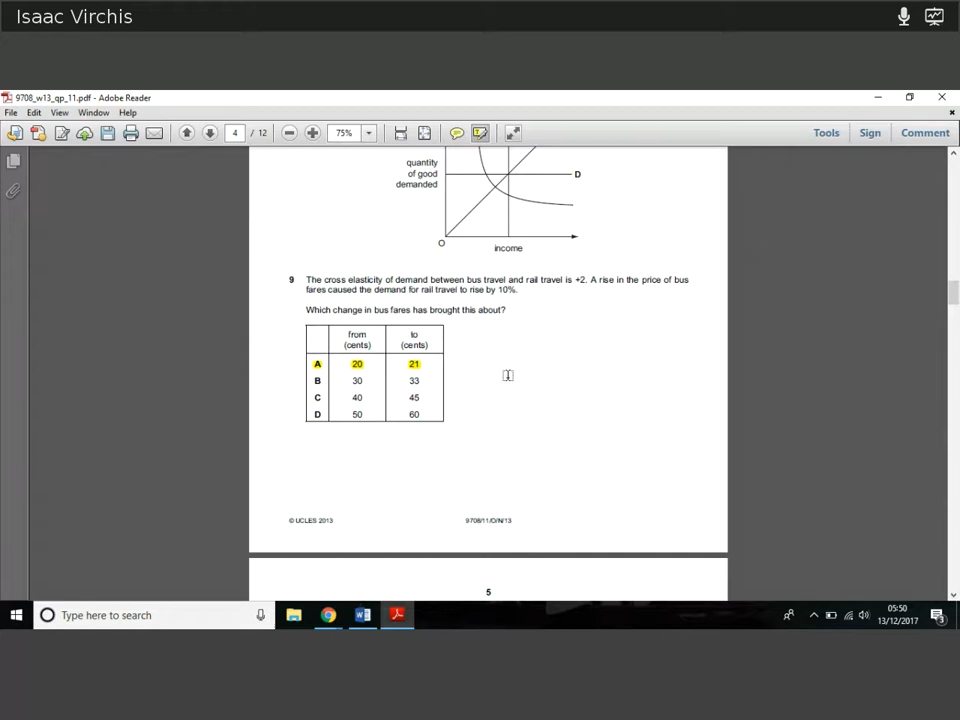 Isaac Virchis
9708_w13_qp_11.pdf - Adobe Reader
File Edit View Window Help
4 / 12 75% Tools Sign Comment
quantity
of good
demanded
D
O
income
9 The cross elasticity of demand between bus travel and rail travel is +2. A rise in the price of bus
fares caused the demand for rail travel to rise by 10%.
Which change in bus fares has brought this about?
from to
(cents) (cents)
A 20 21
B 30 33
C 40 45
D 50 60
© UCLES 2013 9708/11/O/N/13
5
Type here to search
05:50
13/12/2017
3